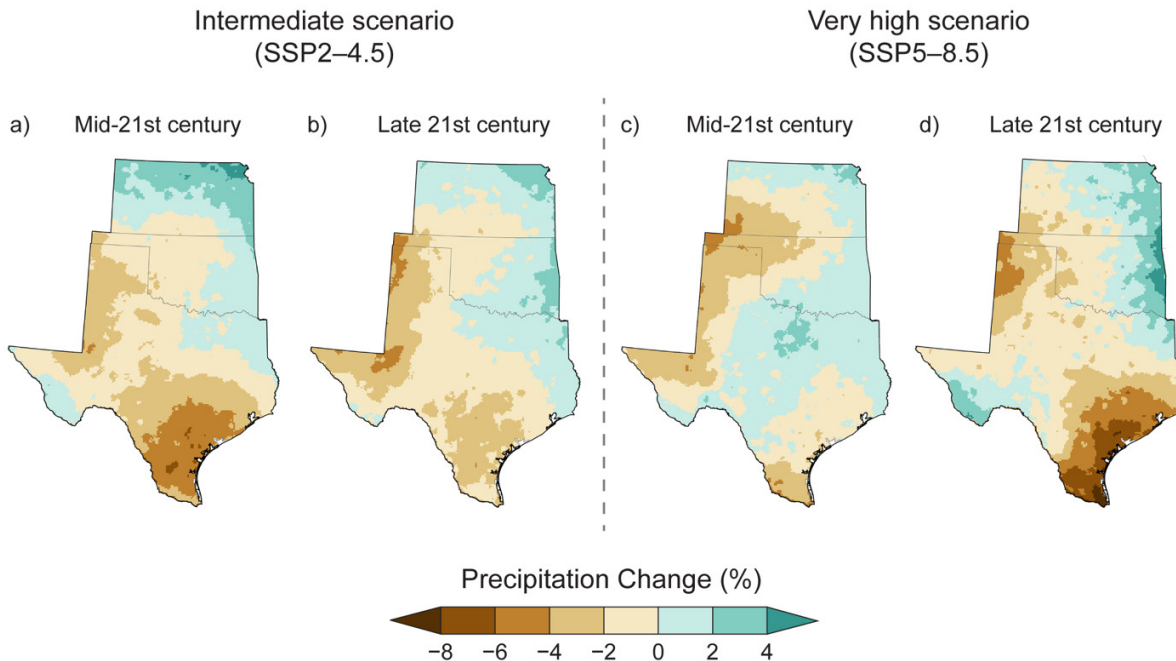 Intermediate scenario
(SSP2–4.5)
Very high scenario
(SSP5–8.5)
a) Mid-21st century
b) Late 21st century
c) Mid-21st century
d) Late 21st century
Precipitation Change (%)
−8 −6 −4 −2 0 2 4